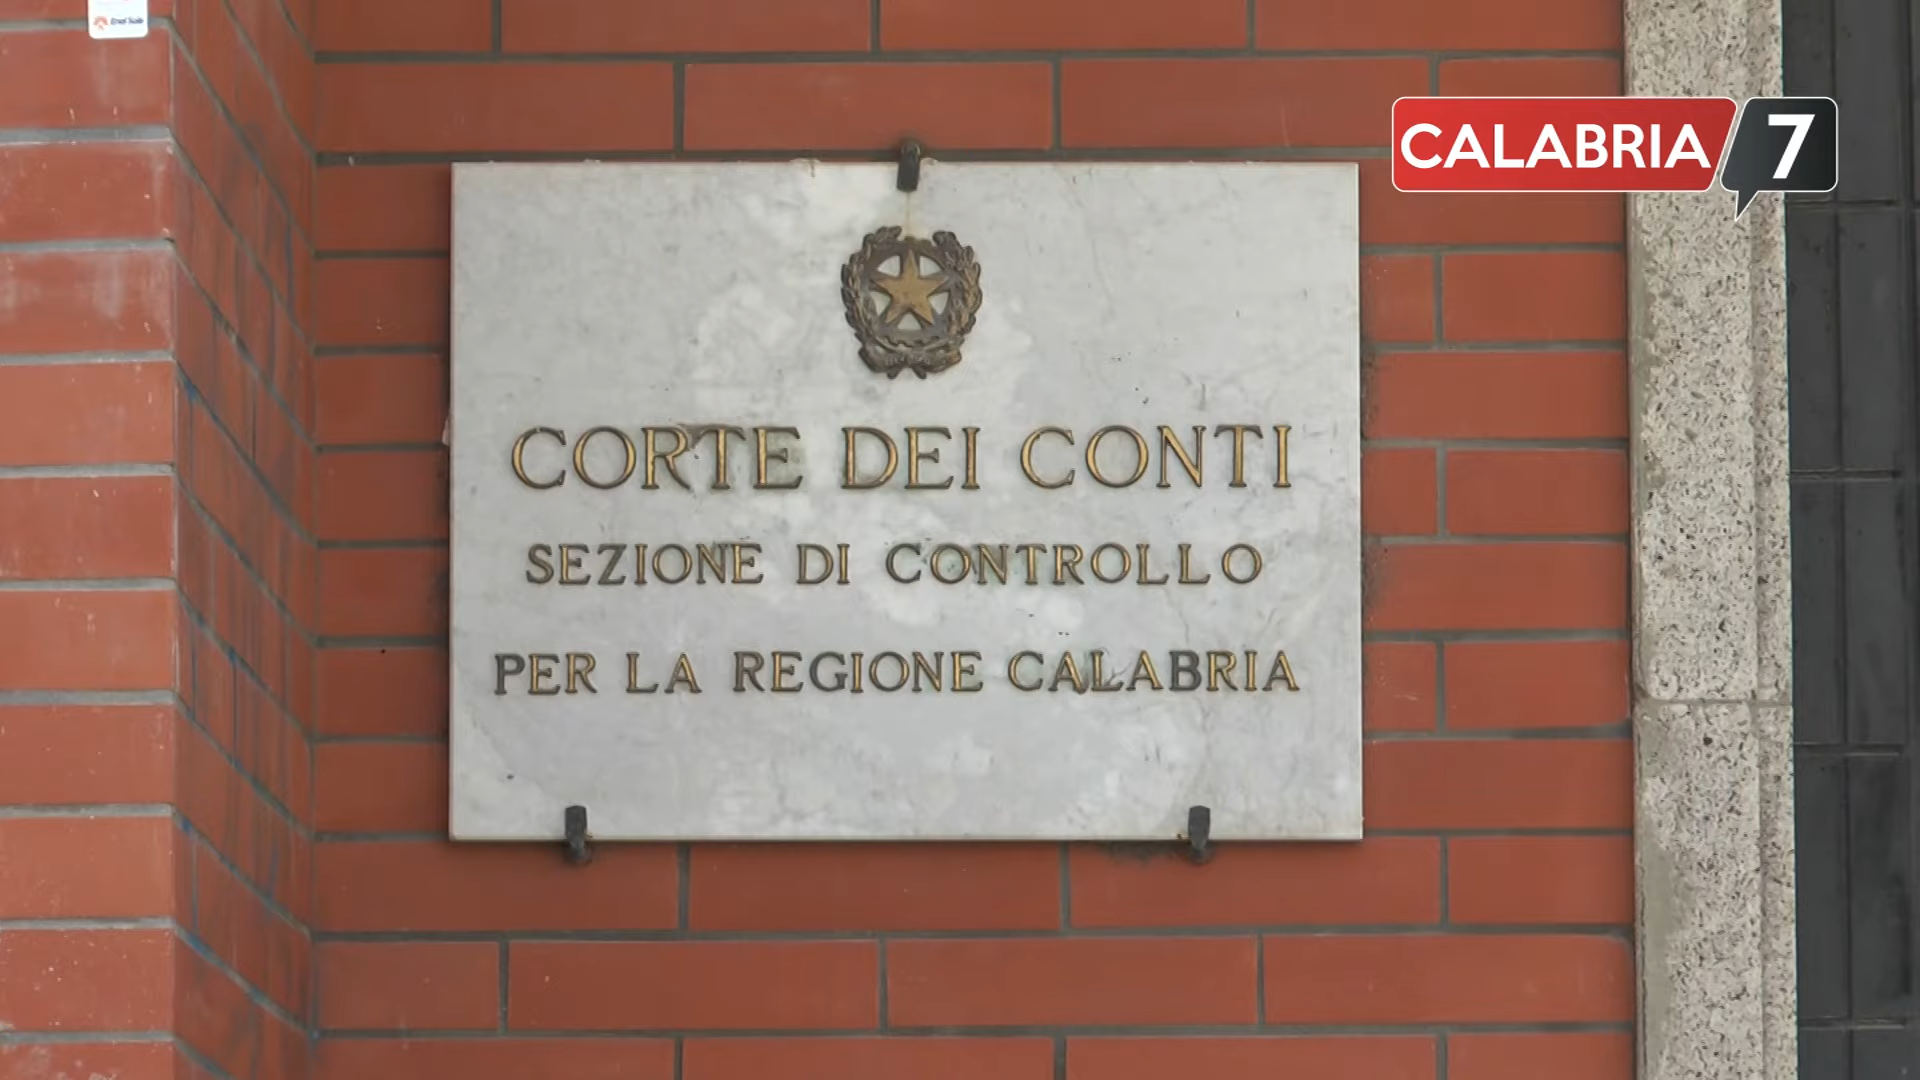 CALABRIA 7
CORTE DEI CONTI
SEZIONE DI CONTROLLO
PER LA REGIONE CALABRIA